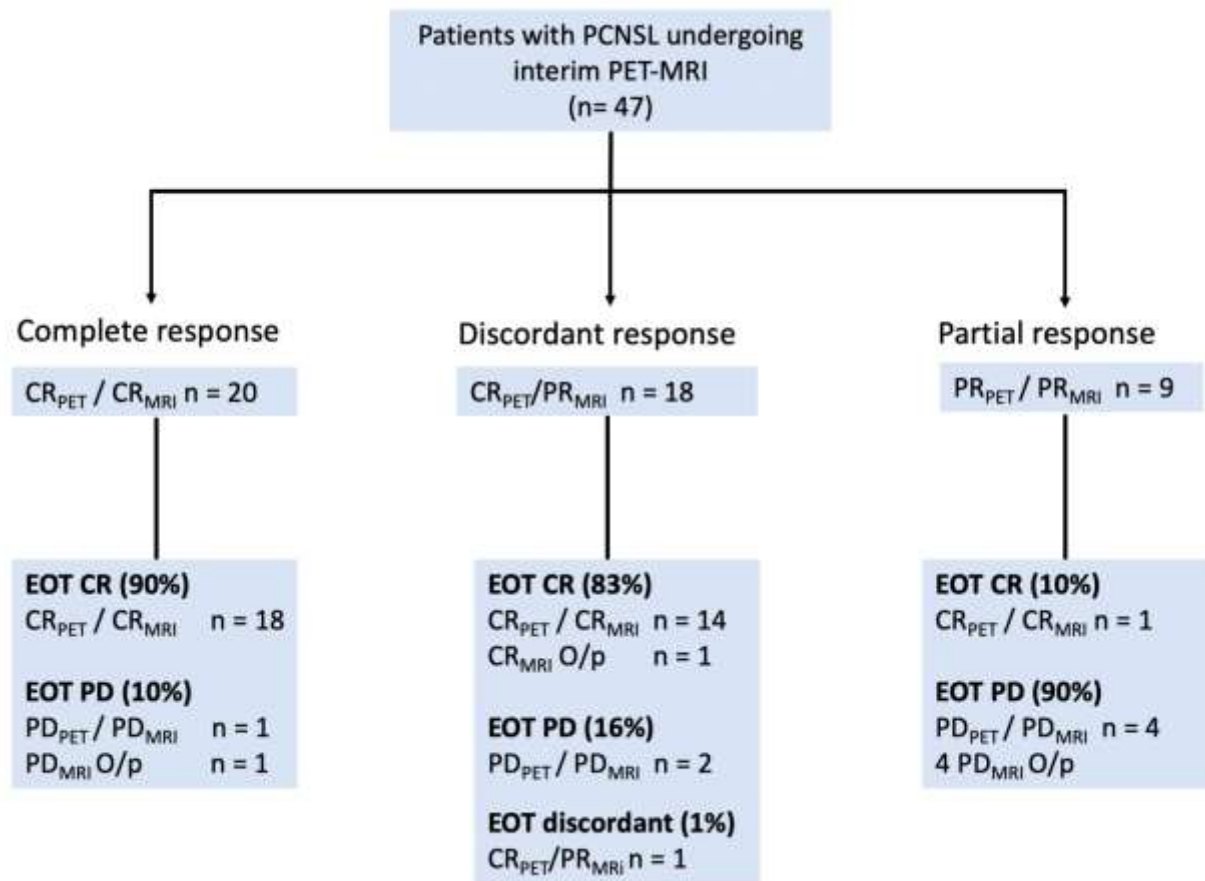 Patients with PCNSL undergoing
interim PET-MRI
(n= 47)
Complete response
CRPET / CRMRI n = 20
EOT CR (90%)
CRPET / CRMRI n = 18
EOT PD (10%)
PDPET / PDMRI n = 1
PDMRI O/p n = 1
Discordant response
CRPET/PRMRI n = 18
EOT CR (83%)
CRPET / CRMRI n = 14
CRMRI O/p n = 1
EOT PD (16%)
PDPET / PDMRI n = 2
EOT discordant (1%)
CRPET/PRMRi n = 1
Partial response
PRPET / PRMRI n = 9
EOT CR (10%)
CRPET / CRMRI n = 1
EOT PD (90%)
PDPET / PDMRI n = 4
4 PDMRI O/p